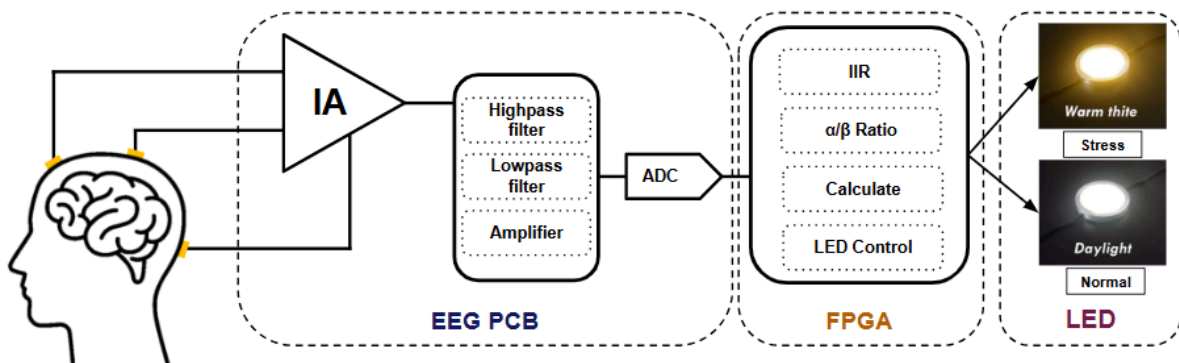 IA
Highpass
filter
Lowpass
filter
Amplifier
ADC
EEG PCB
IIR
α/β Ratio
Calculate
LED Control
FPGA
Warm thite
Stress
Daylight
Normal
LED